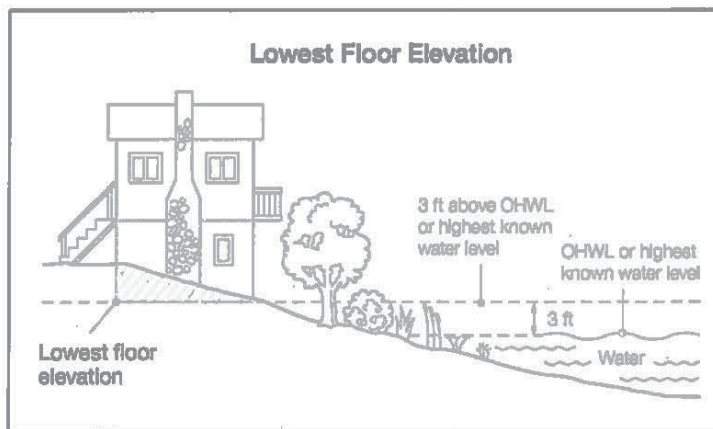 Lowest Floor Elevation
3 ft above OHWL
or highest known
water level
OHWL or highest
known water level
3 ft
Water
Lowest floor
elevation